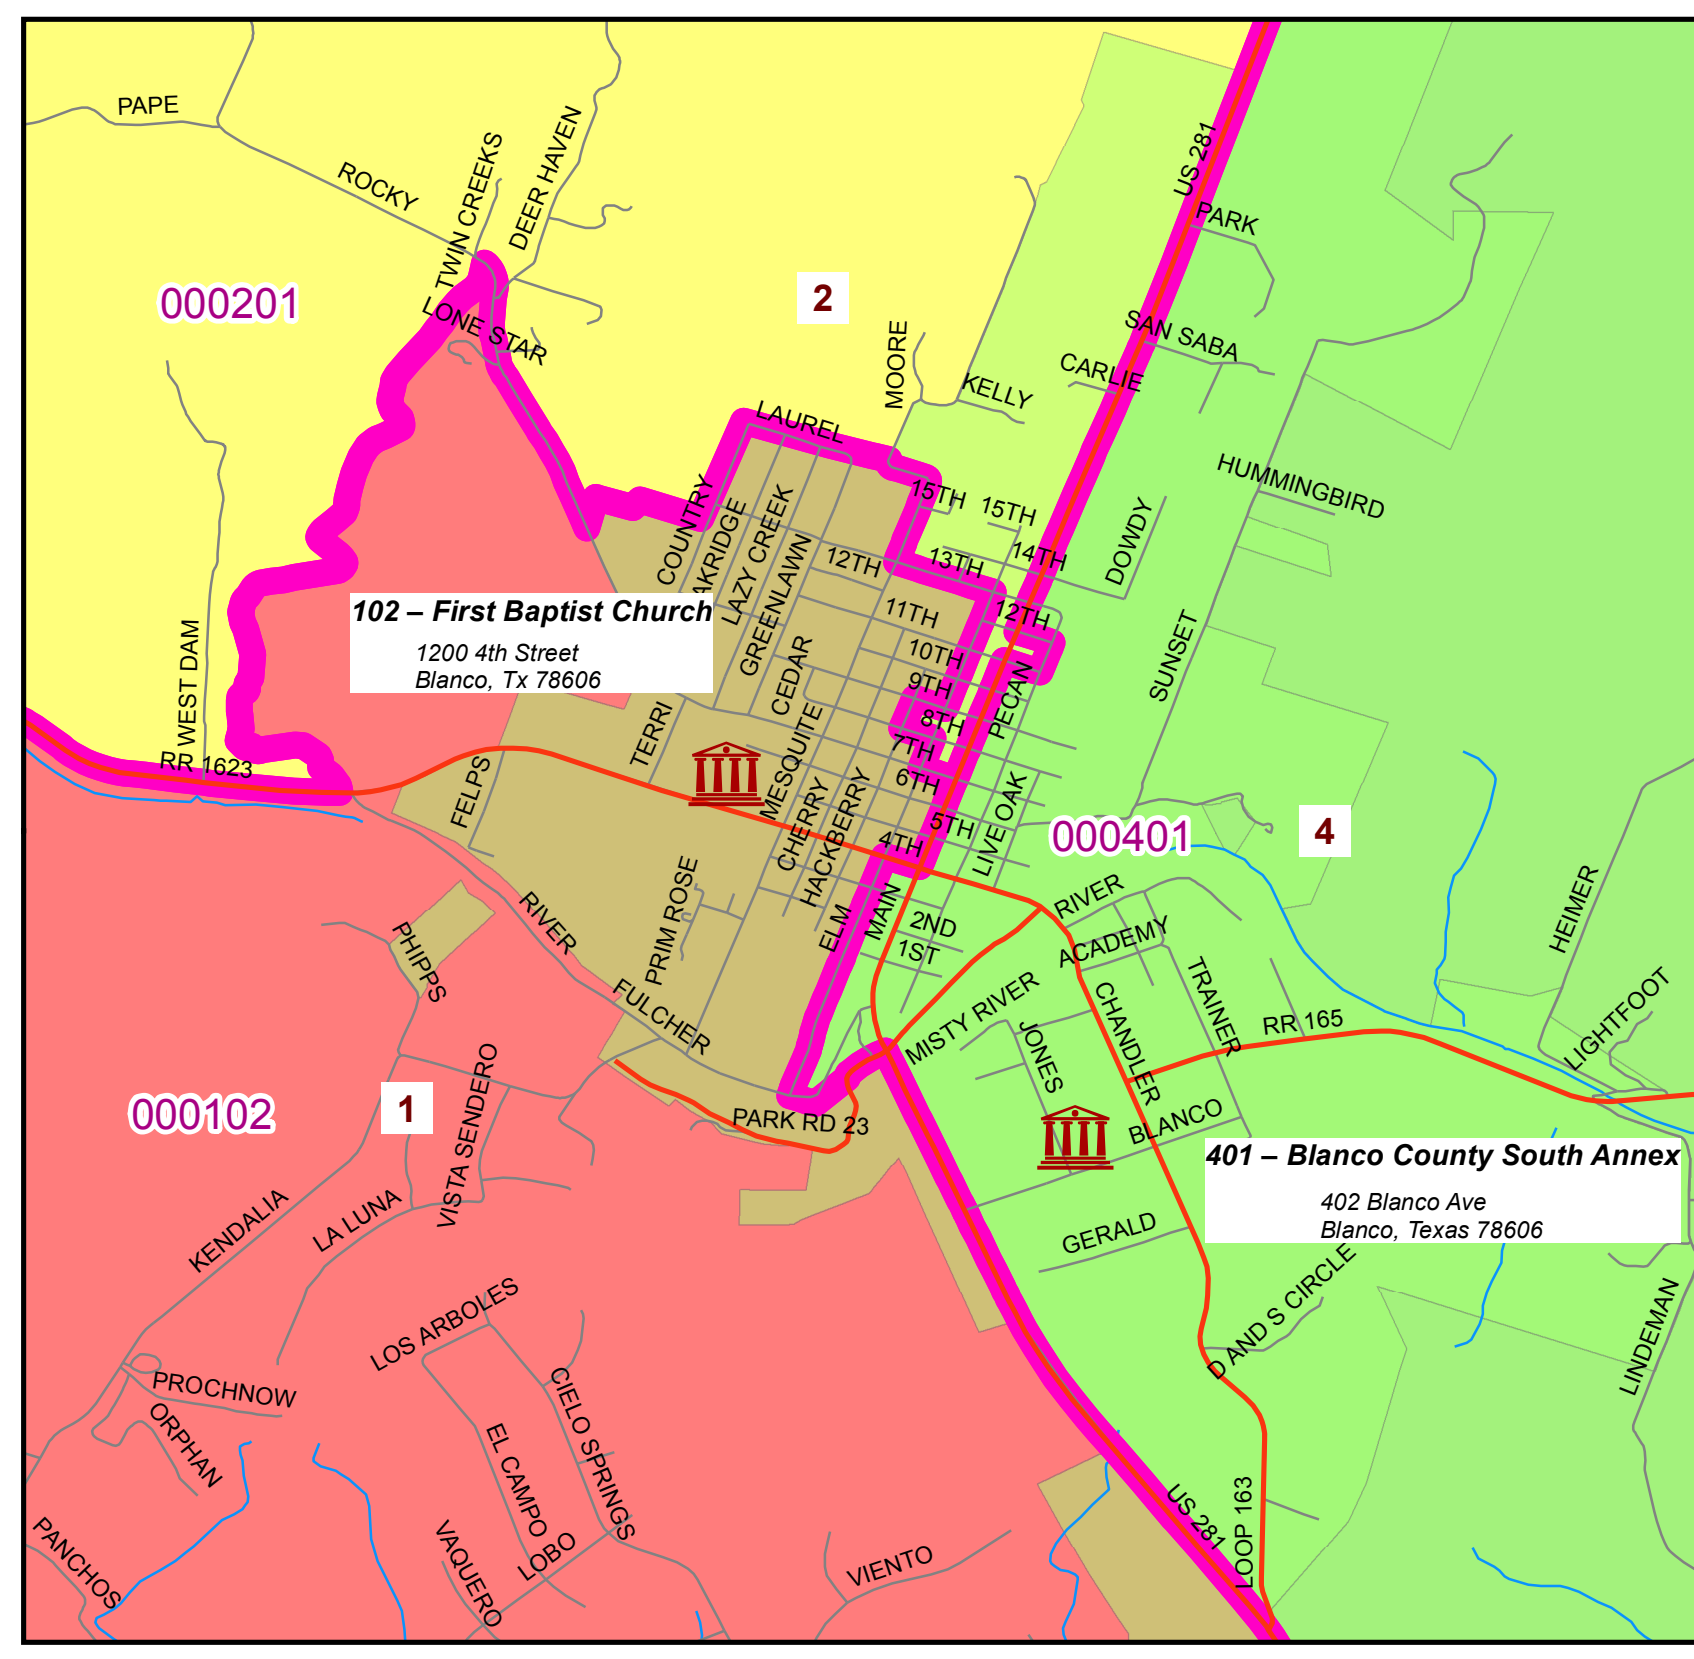 US 281
PAPE
DEER HAVEN
TWIN CREEKS
ROCKY
PARK
000201
2
LONE STAR
SAN SABA
MOORE
CARLIE
KELLY
LAUREL
HUMMINGBIRD
COUNTRY
15TH
15TH
AKRIDGE
LAZY CREEK
DOWDY
14TH
13TH
12TH
GREENLAWN
102 – First Baptist Church
1200 4th Street
Blanco, Tx 78606
11TH
12TH
SUNSET
10TH
CEDAR
WEST DAM
9TH
PECAN
8TH
TERRI
MESQUITE
7TH
RR 1623
6TH
FELPS
CHERRY
HACKBERRY
LIVE OAK
5TH
000401
4
4TH
RIVER
PRIM ROSE
ELM
MAIN
2ND
1ST
RIVER
ACADEMY
HEIMER
PHIPPS
TRAINER
LIGHTFOOT
FULCHER
MISTY RIVER
CHANDLER
RR 165
JONES
VISTA SENDERO
000102
1
PARK RD 23
BLANCO
401 – Blanco County South Annex
402 Blanco Ave
Blanco, Texas 78606
KENDALIA
LA LUNA
GERALD
D AND S CIRCLE
LOS ARBOLES
LINDEMAN
PROCHNOW
ORPHAN
CIELO SPRINGS
EL CAMPO
US 281
LOOP 163
PANCHOS
VAQUERO
LOBO
VIENTO